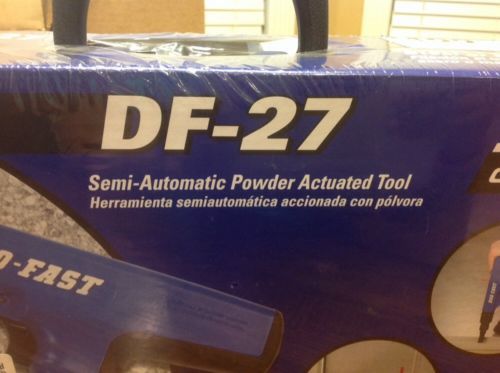 DF-27
Semi-Automatic Powder Actuated Tool
Herramienta semiautomática accionada con pólvora
O-FAST